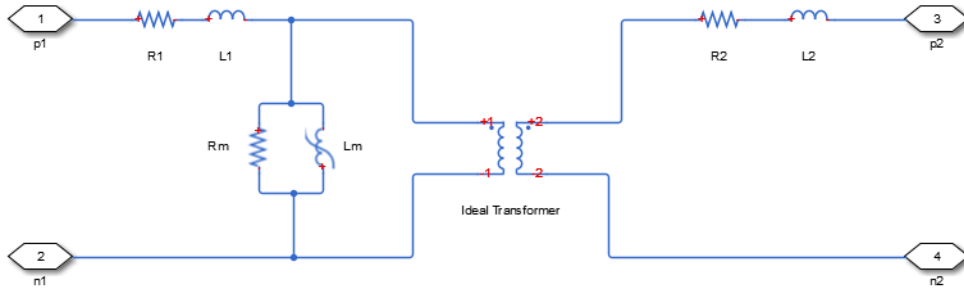 1
p1
R1
L1
R2
L2
3
p2
Rm
Lm
+1
+2
-1
-2
Ideal Transformer
2
n1
4
n2